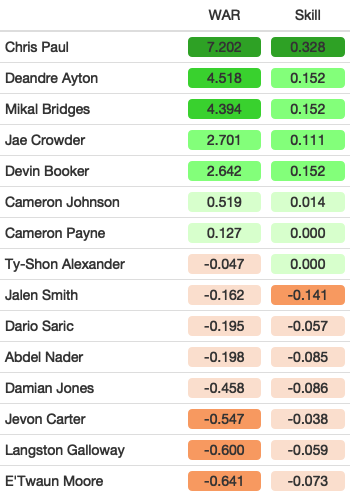 WAR Skill
Chris Paul 7.202 0.328
Deandre Ayton 4.518 0.152
Mikal Bridges 4.394 0.152
Jae Crowder 2.701 0.111
Devin Booker 2.642 0.152
Cameron Johnson 0.519 0.014
Cameron Payne 0.127 0.000
Ty-Shon Alexander -0.047 0.000
Jalen Smith -0.162 -0.141
Dario Saric -0.195 -0.057
Abdel Nader -0.198 -0.085
Damian Jones -0.458 -0.086
Jevon Carter -0.547 -0.038
Langston Galloway -0.600 -0.059
E'Twaun Moore -0.641 -0.073